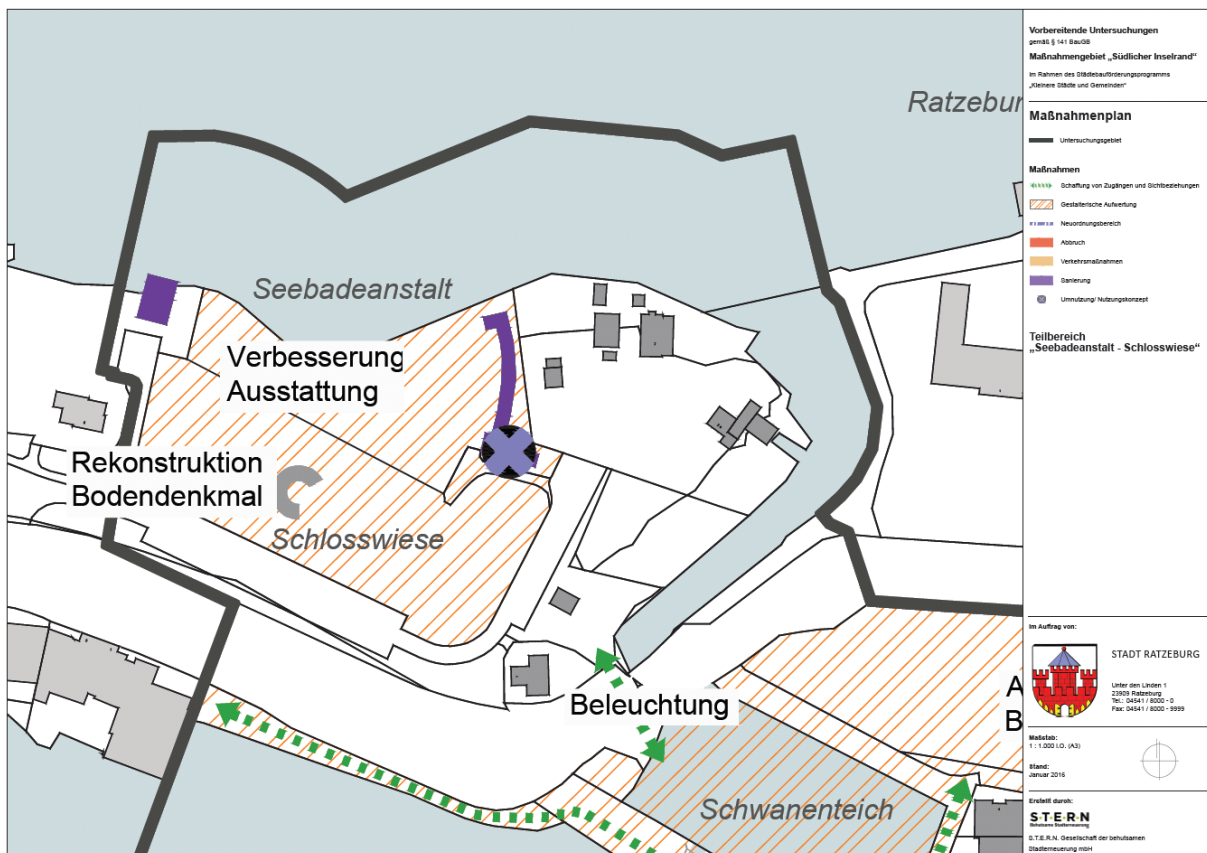 Ratzebur
Seebadeanstalt
Verbesserung
Ausstattung
Rekonstruktion
Bodendenkmal
Schlosswiese
Beleuchtung
A
B
Schwanenteich
Vorbereitende Untersuchungen
gemäß § 141 BauGB
Maßnahmengebiet „Südlicher Inselrand“
im Rahmen des Städtebauförderungsprogramms
„Kleinere Städte und Gemeinden“
Maßnahmenplan
Untersuchungsgebiet
Maßnahmen
Schaffung von Zugängen und Sichtbeziehungen
Gestalterische Aufwertung
Neuordnungsbereich
Abbruch
Verkehrsmaßnahmen
Sanierung
Umnutzung/ Nutzungskonzept
Teilbereich
„Seebadeanstalt - Schlosswiese“
Im Auftrag von:
STADT RATZEBURG
Unter den Linden 1
23909 Ratzeburg
Tel.: 04541 / 8000 - 0
Fax: 04541 / 8000 - 9999
Maßstab:
1 : 1.000 i.O. (A3)
Stand:
Januar 2016
Erstellt durch:
S·T·E·R·N
Behutsame Stadterneuerung
S.T.E.R.N. Gesellschaft der behutsamen
Stadterneuerung mbH